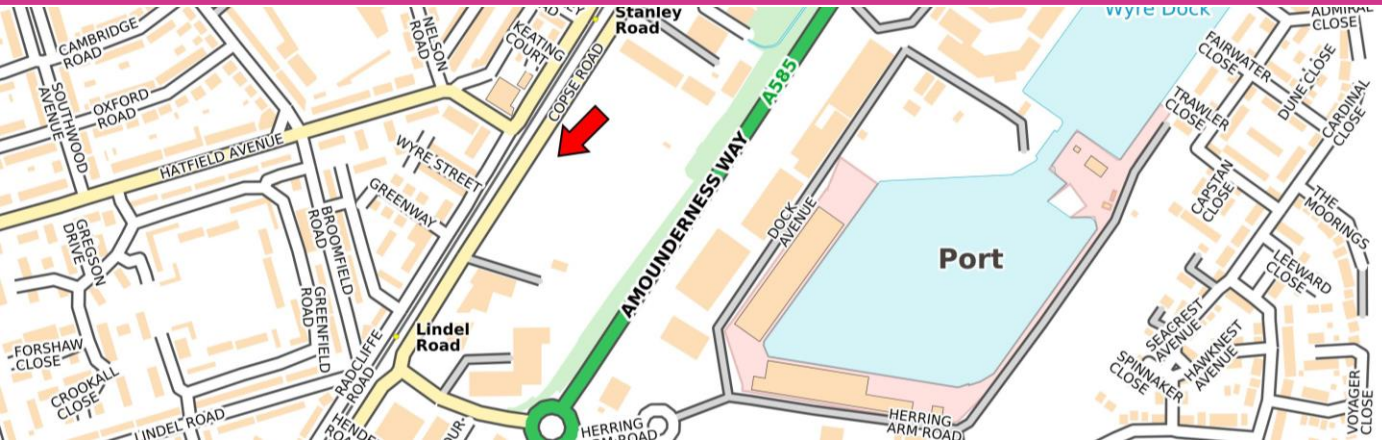 Stanley
Road
Wyre Dock
ADMIRAL
CLOSE
CAMBRIDGE
ROAD
NELSON
ROAD
KEATING
COURT
COPSE ROAD
A585
FAIRWATER
CLOSE
DUNE CLOSE
CARDINAL
CLOSE
TRAWLER
CLOSE
OXFORD
ROAD
SOUTHWOOD
AVENUE
HATFIELD AVENUE
WYRE STREET
GREENWAY
AMOUNDERNESS WAY
DOCK
AVENUE
CAPSTAN
CLOSE
THE
MOORINGS
GREGSON
DRIVE
BROOMFIELD
ROAD
Port
LEEWARD
CLOSE
GREENFIELD
ROAD
Lindel
Road
RADCLIFFE
ROAD
SEACREST
AVENUE
HAWKNEST
AVENUE
SPINNAKER
CLOSE
FORSHAW
CLOSE
CROOKALL
CLOSE
VOYAGER
CLOSE
LINDEL ROAD
HERRING
ARM ROAD
HERRING
ARM ROAD